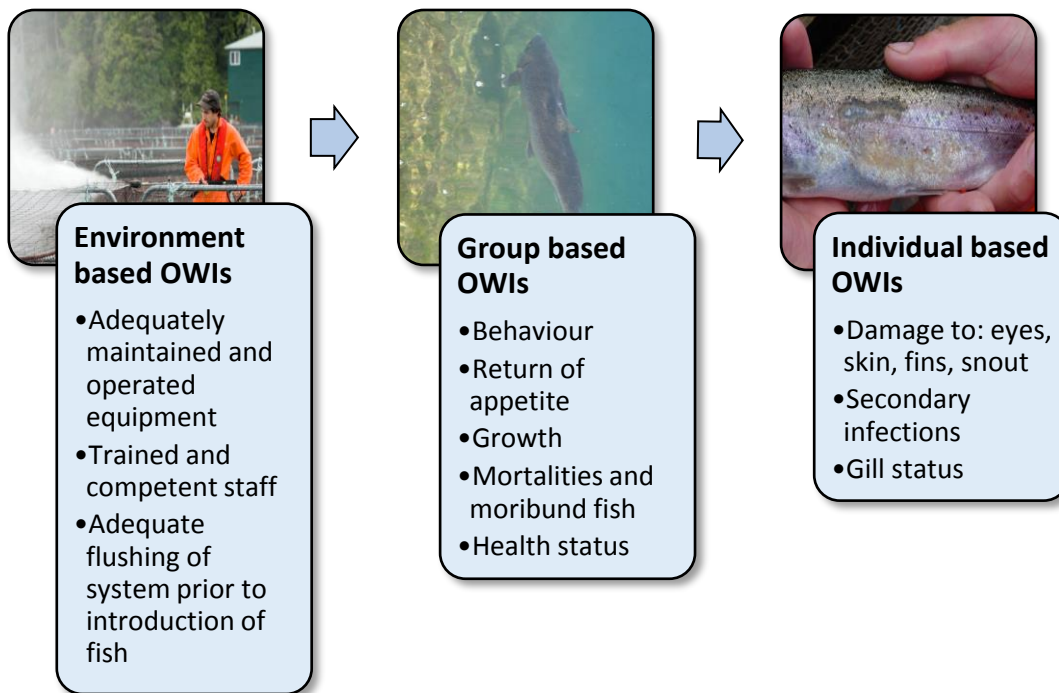 Environment
based OWIs
•Adequately
maintained and
operated
equipment
•Trained and
competent staff
•Adequate
flushing of
system prior to
introduction of
fish
Group based
OWIs
•Behaviour
•Return of
appetite
•Growth
•Mortalities and
moribund fish
•Health status
Individual based
OWIs
•Damage to: eyes,
skin, fins, snout
•Secondary
infections
•Gill status